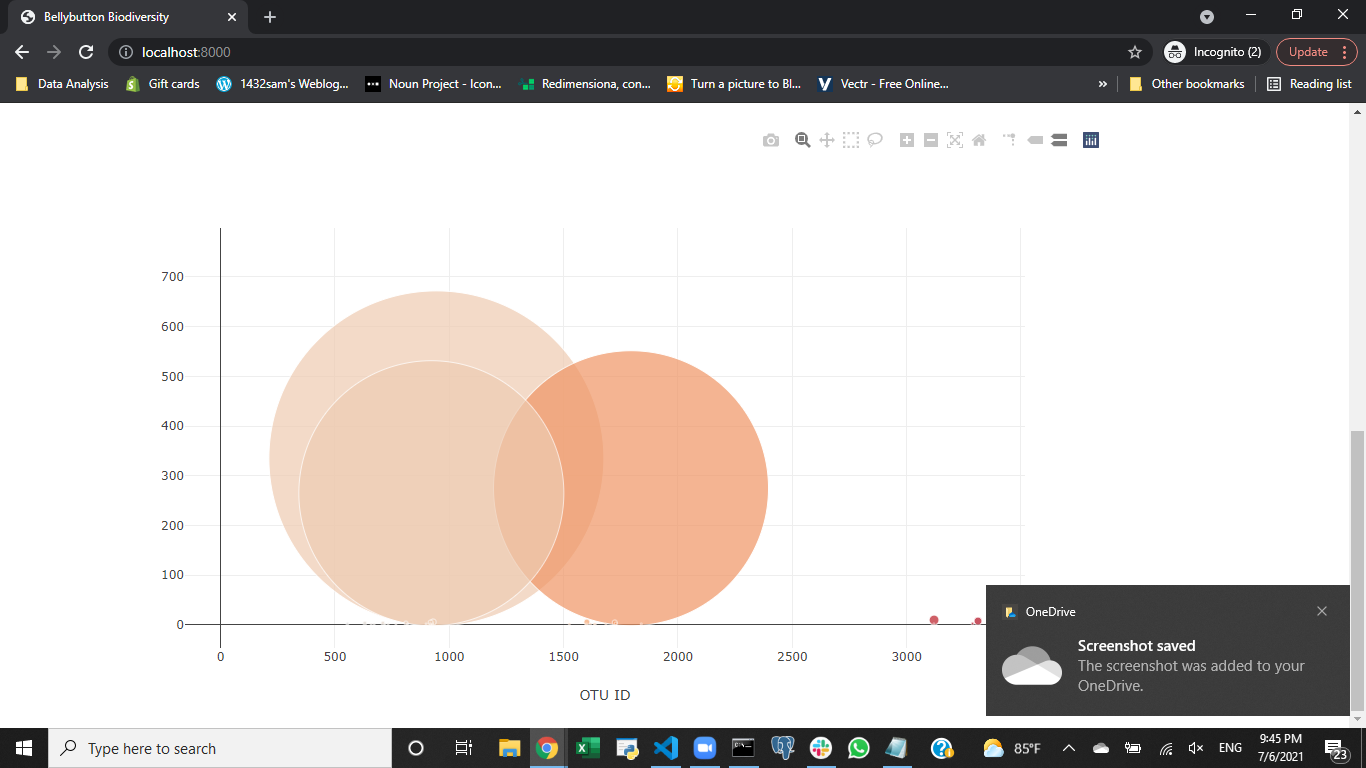 Bellybutton Biodiversity
localhost:8000
Incognito (2)
Update
Data Analysis
Gift cards
1432sam's Weblog...
Noun Project - Icon...
Redimensiona, con...
Turn a picture to Bl...
Vectr - Free Online...
»
Other bookmarks
Reading list
700
600
500
400
300
200
100
0
0 500 1000 1500 2000 2500 3000
OTU ID
OneDrive
Screenshot saved
The screenshot was added to your
OneDrive.
Type here to search
85°F
ENG
9:45 PM
7/6/2021
23